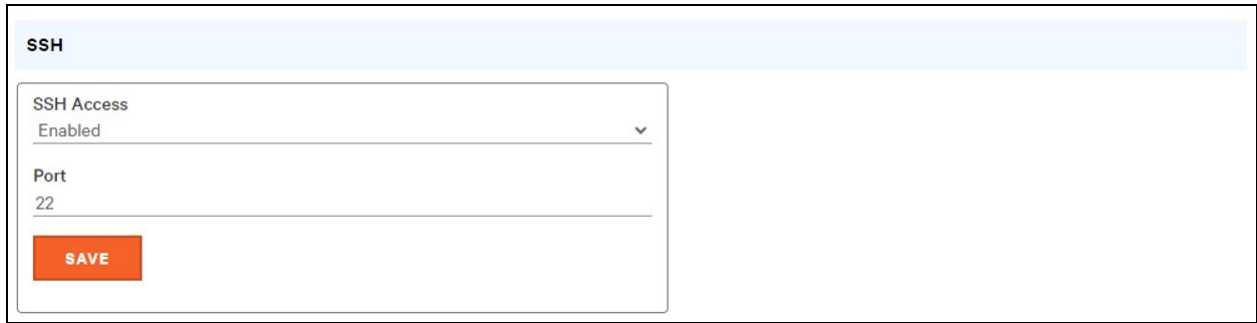 SSH
SSH Access
Enabled
Port
22
SAVE